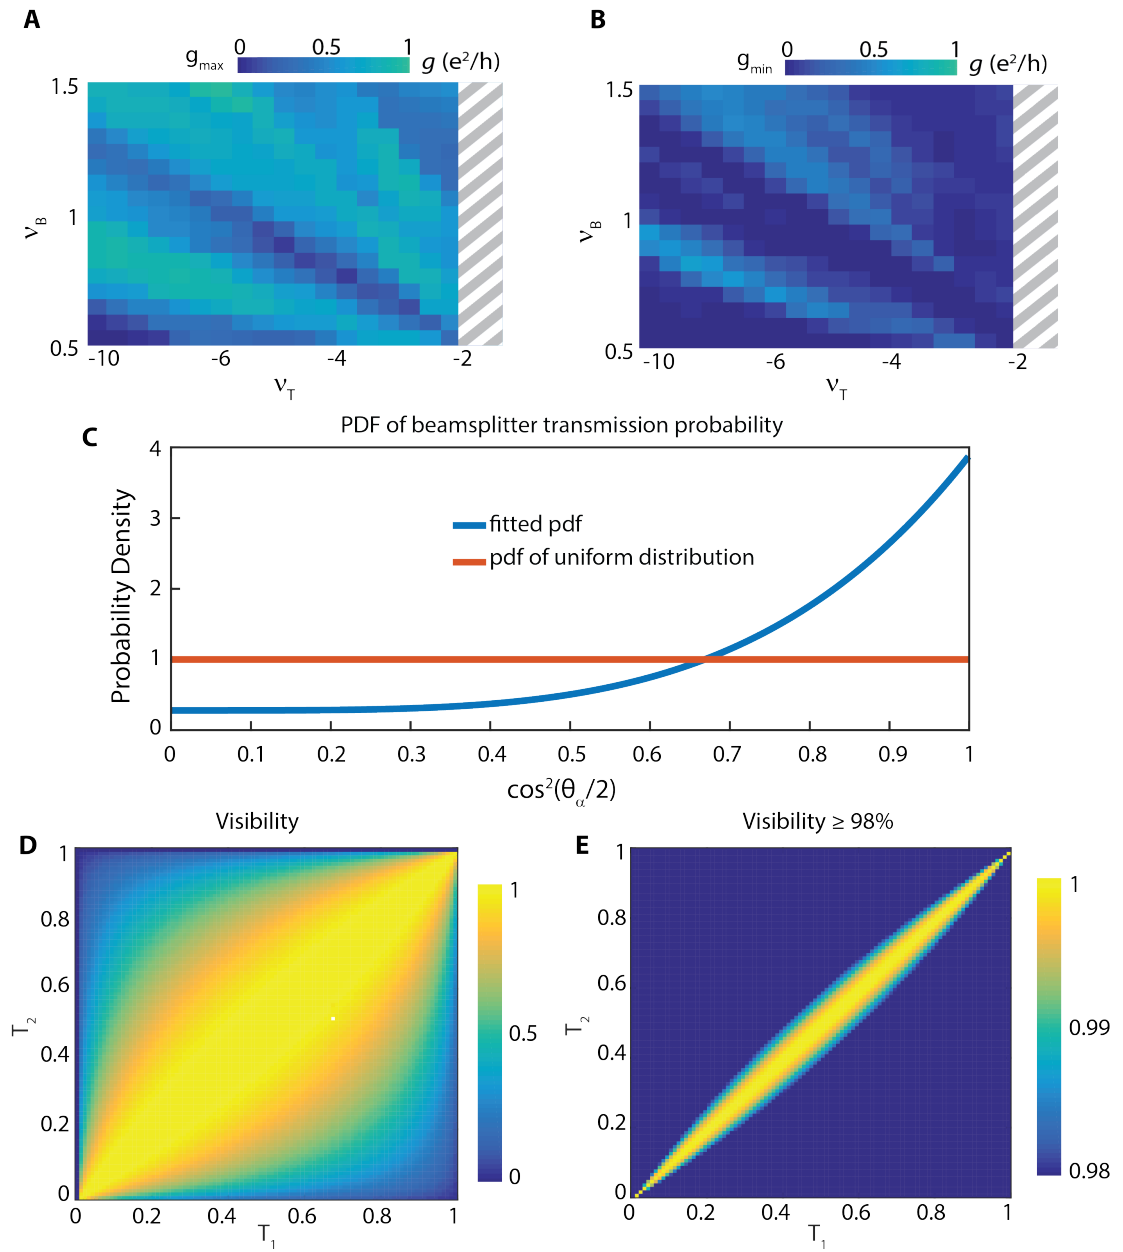 A
B
g_max 0 0.5 1 g (e²/h)
g_min 0 0.5 1 g (e²/h)
1.5
1
0.5
ν_B
-10 -6 -4 -2
ν_T
1.5
1
0.5
ν_B
-10 -6 -4 -2
ν_T
C
PDF of beamsplitter transmission probability
4
3
2
1
0
Probability Density
fitted pdf
pdf of uniform distribution
0 0.1 0.2 0.3 0.4 0.5 0.6 0.7 0.8 0.9 1
cos²(θ_α/2)
D
Visibility
1
0.8
0.6
0.4
0.2
0
T_2
0 0.2 0.4 0.6 0.8 1
T_1
1
0.5
0
E
Visibility ≥ 98%
1
0.8
0.6
0.4
0.2
0
T_2
0 0.2 0.4 0.6 0.8 1
T_1
1
0.99
0.98